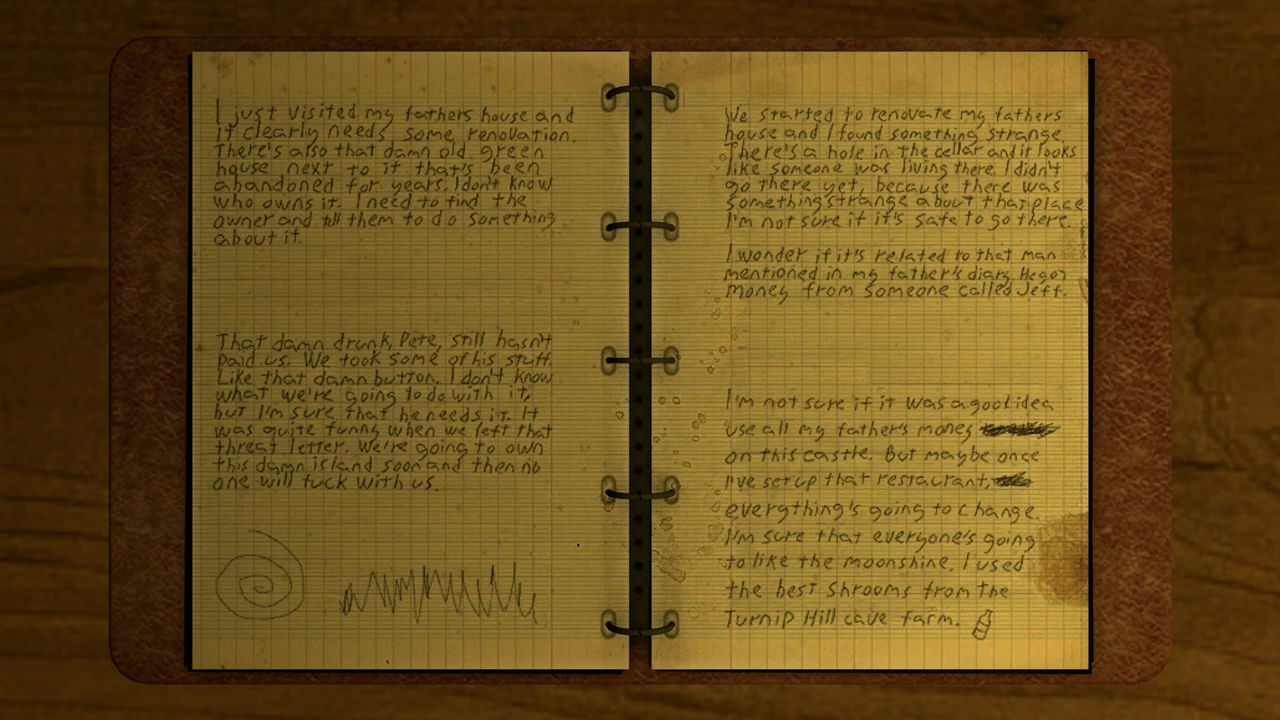 I just visited my fathers house and
it clearly needs some renovation.
There's also that damn old green
house next to it that's been
abandoned for years. I don't know
who owns it. I need to find the
owner and tell them to do something
about it.
That damn drunk, Pete, still hasn't
paid us. We took some of his stuff.
Like that damn button. I don't know
what we're going to do with it,
but I'm sure that he needs it. It
was quite funny when we left that
threat letter. We're going to own
this damn island soon and then no
one will fuck with us.
We started to renovate my fathers
house and I found something strange.
There's a hole in the cellar and it looks
like someone was living there. I didn't
go there yet, because there was
something strange about that place
I'm not sure if it's safe to go there.
I wonder if it's related to that man
mentioned in my father's diary. He got
money from someone called Jeff.
I'm not sure if it was a good idea
use all my father's money
on this castle. But maybe once
I've set up that restaurant,
everything's going to change.
I'm sure that everyone's going
to like the moonshine. I used
the best shrooms from the
Turnip Hill cave farm.